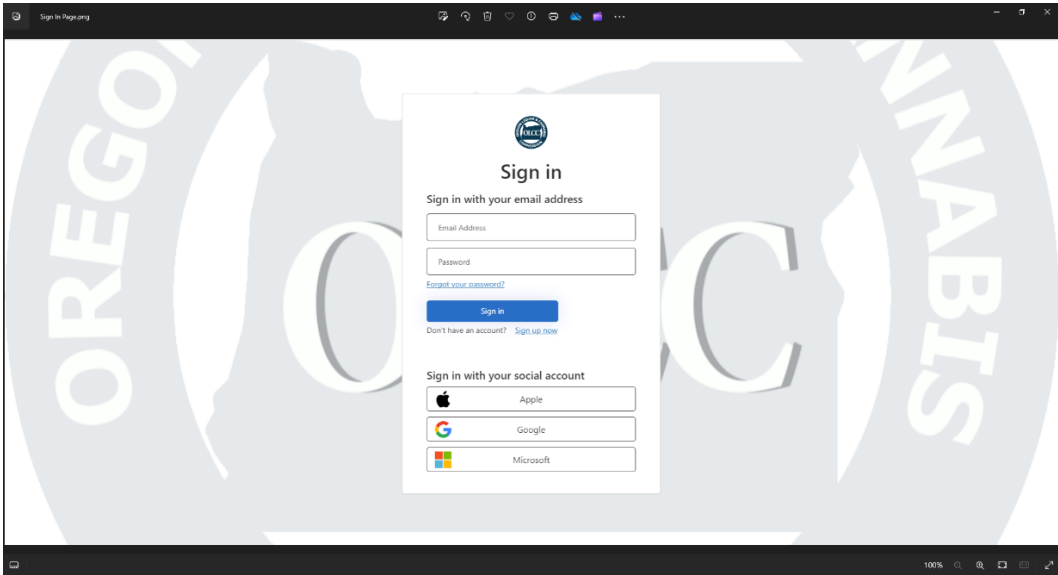 Sign In Page.png
OREGON
CANNABIS
OLCC
OLCC
Sign in
Sign in with your email address
Email Address
Password
Forgot your password?
Sign in
Don't have an account? Sign up now
Sign in with your social account
Apple
Google
Microsoft
100%